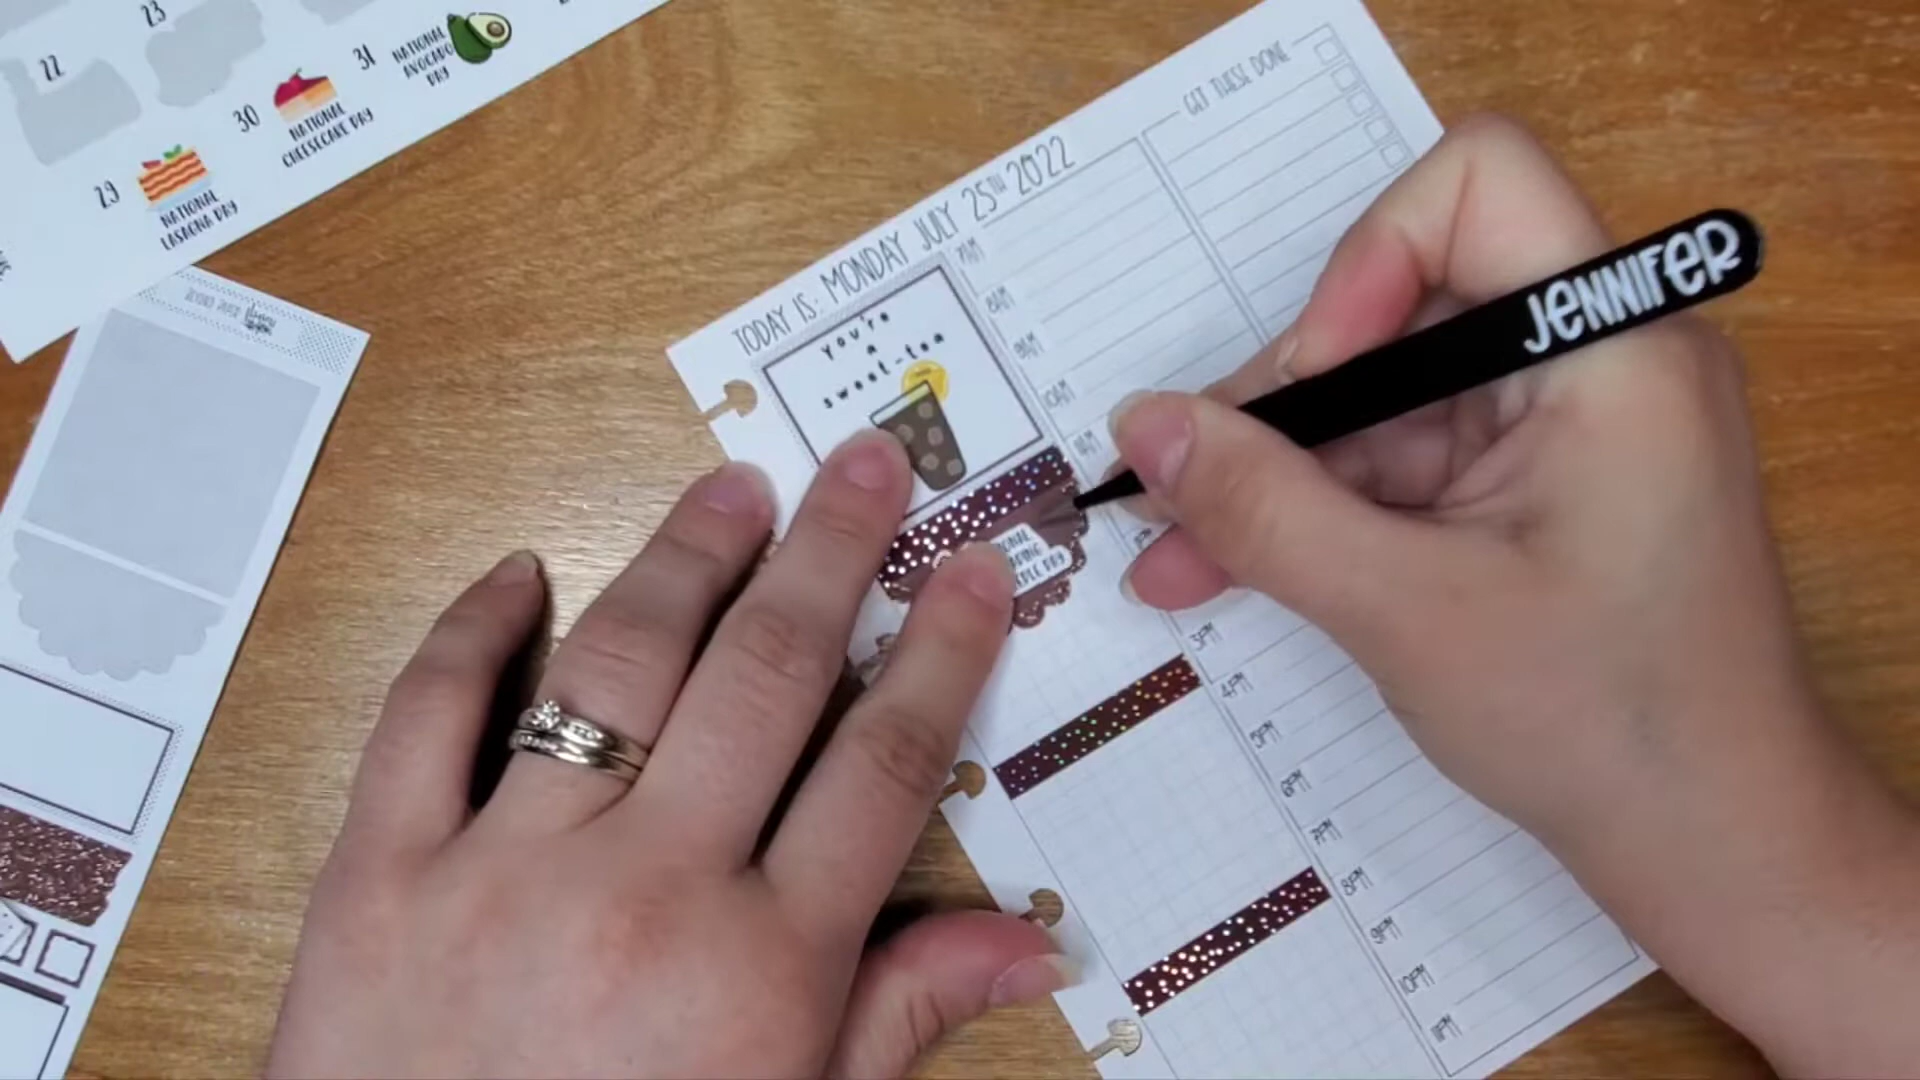 23
22
31
NATIONAL
AVOCADO
DAY
30
NATIONAL
CHEESECAKE DAY
29
NATIONAL
LASAGNA DAY
GET THESE DONE
TODAY IS: MONDAY JULY 25TH 2022
you're
a
sweet-tea
7AM
8AM
9AM
10AM
11AM
3PM
4PM
5PM
6PM
7PM
8PM
9PM
10PM
11PM
DAY
JENNIFER